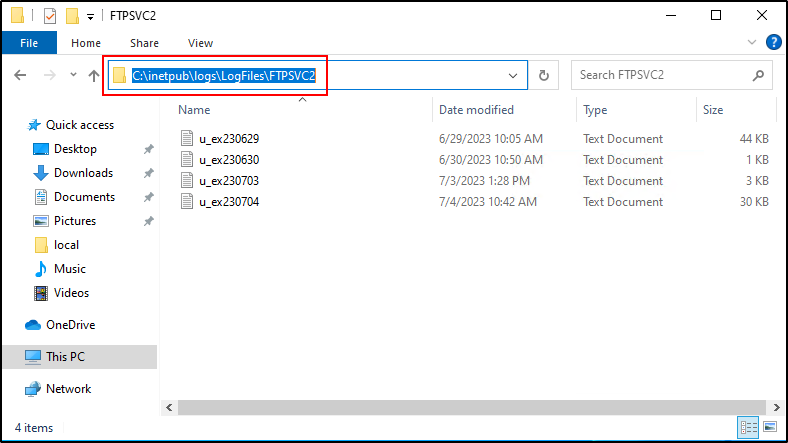 FTPSVC2
File Home Share View
C:\inetpub\logs\LogFiles\FTPSVC2 Search FTPSVC2
Name Date modified Type Size
Quick access
Desktop
Downloads
Documents
Pictures
local
Music
Videos
OneDrive
This PC
Network
u_ex230629 6/29/2023 10:05 AM Text Document 44 KB
u_ex230630 6/30/2023 10:50 AM Text Document 1 KB
u_ex230703 7/3/2023 1:28 PM Text Document 3 KB
u_ex230704 7/4/2023 10:42 AM Text Document 30 KB
4 items